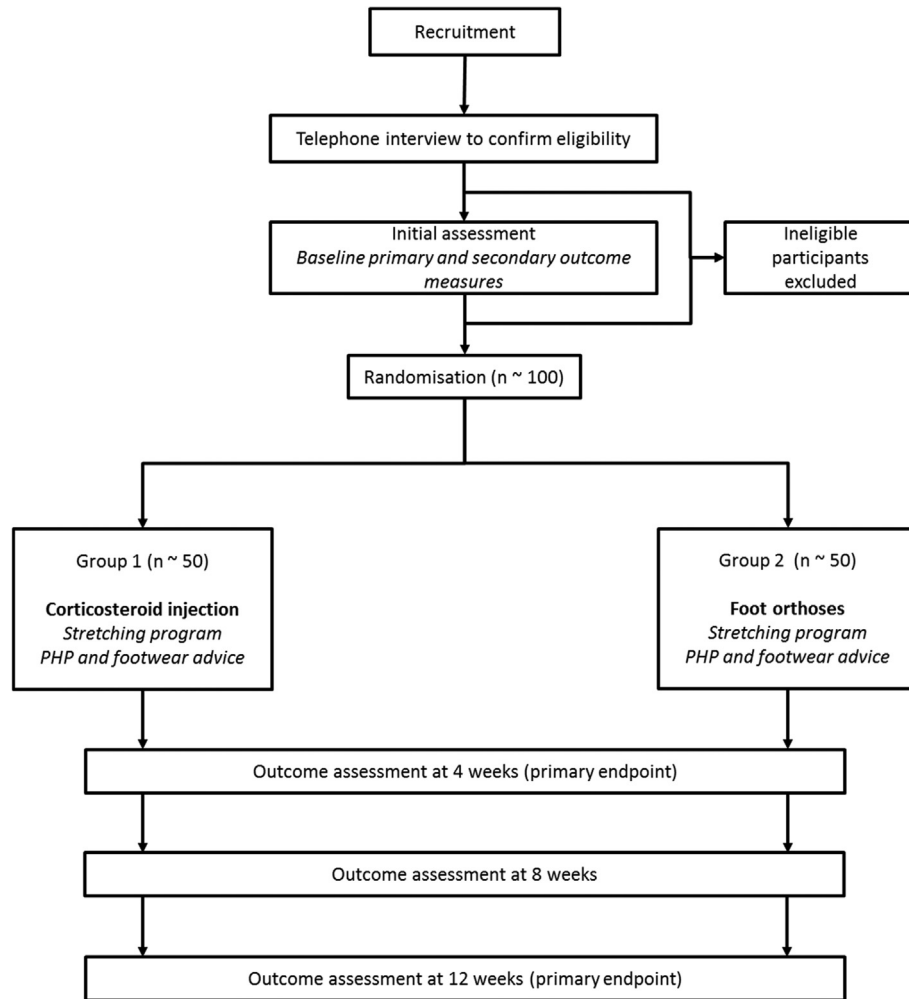 Recruitment
Telephone interview to confirm eligibility
Initial assessment
Baseline primary and secondary outcome
measures
Ineligible
participants
excluded
Randomisation (n ~ 100)
Group 1 (n ~ 50)
Corticosteroid injection
Stretching program
PHP and footwear advice
Group 2 (n ~ 50)
Foot orthoses
Stretching program
PHP and footwear advice
Outcome assessment at 4 weeks (primary endpoint)
Outcome assessment at 8 weeks
Outcome assessment at 12 weeks (primary endpoint)